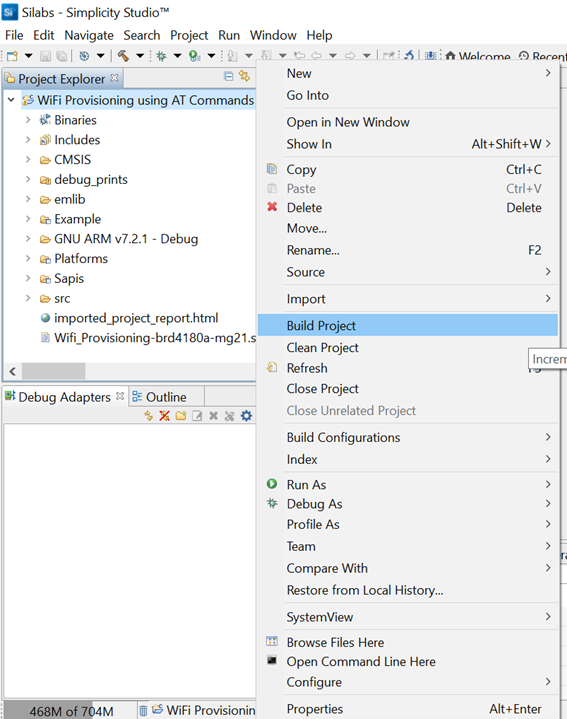 Silabs - Simplicity Studio™
File Edit Navigate Search Project Run Window Help
Welcome Recen
Project Explorer
WiFi Provisioning using AT Commands
Binaries
Includes
CMSIS
debug_prints
emlib
Example
GNU ARM v7.2.1 - Debug
Platforms
Sapis
src
imported_project_report.html
Wifi_Provisioning-brd4180a-mg21.s
Debug Adapters
Outline
468M of 704M
WiFi Provisionin
New
Go Into
Open in New Window
Show In Alt+Shift+W
Copy Ctrl+C
Paste Ctrl+V
Delete Delete
Move...
Rename... F2
Source
Import
Build Project
Clean Project
Increm
Refresh
Close Project
Close Unrelated Project
Build Configurations
Index
Run As
Debug As
Profile As
Team
Compare With
Restore from Local History...
SystemView
Browse Files Here
Open Command Line Here
Configure
Properties Alt+Enter